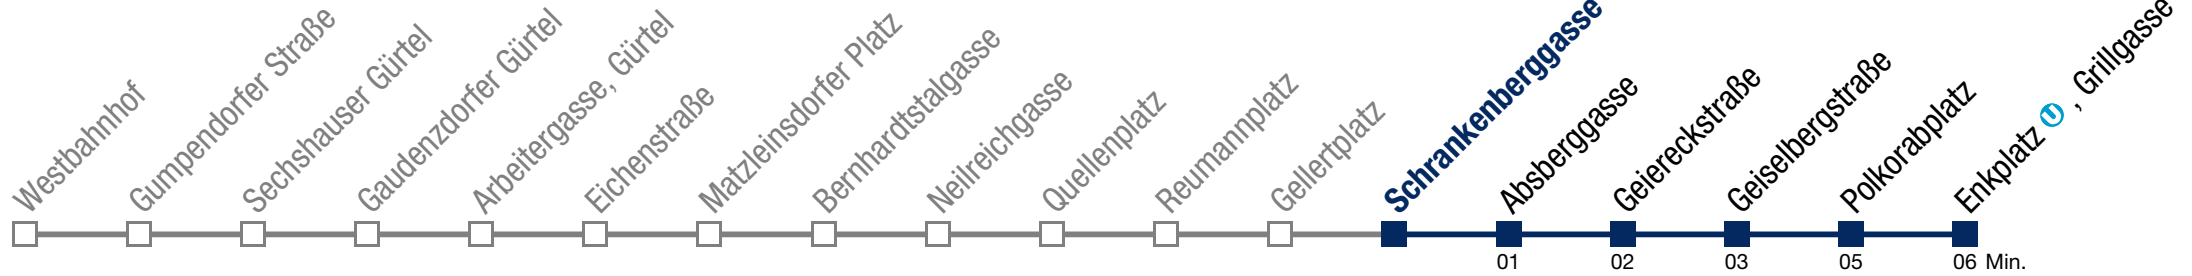 Westbahnhof
Gumpendorfer Straße
Sechshauser Gürtel
Gaudenzdorfer Gürtel
Arbeitergasse, Gürtel
Eichenstraße
Matzleinsdorfer Platz
Bernhardtstalgasse
Neilreichgasse
Quellenplatz
Reumannplatz
Gellertplatz
Schrankenberggasse
Absberggasse
Geiereckstraße
Geiselbergstraße
Polkorabplatz
Enkplatz U , Grillgasse
01 02 03 05 06 Min.